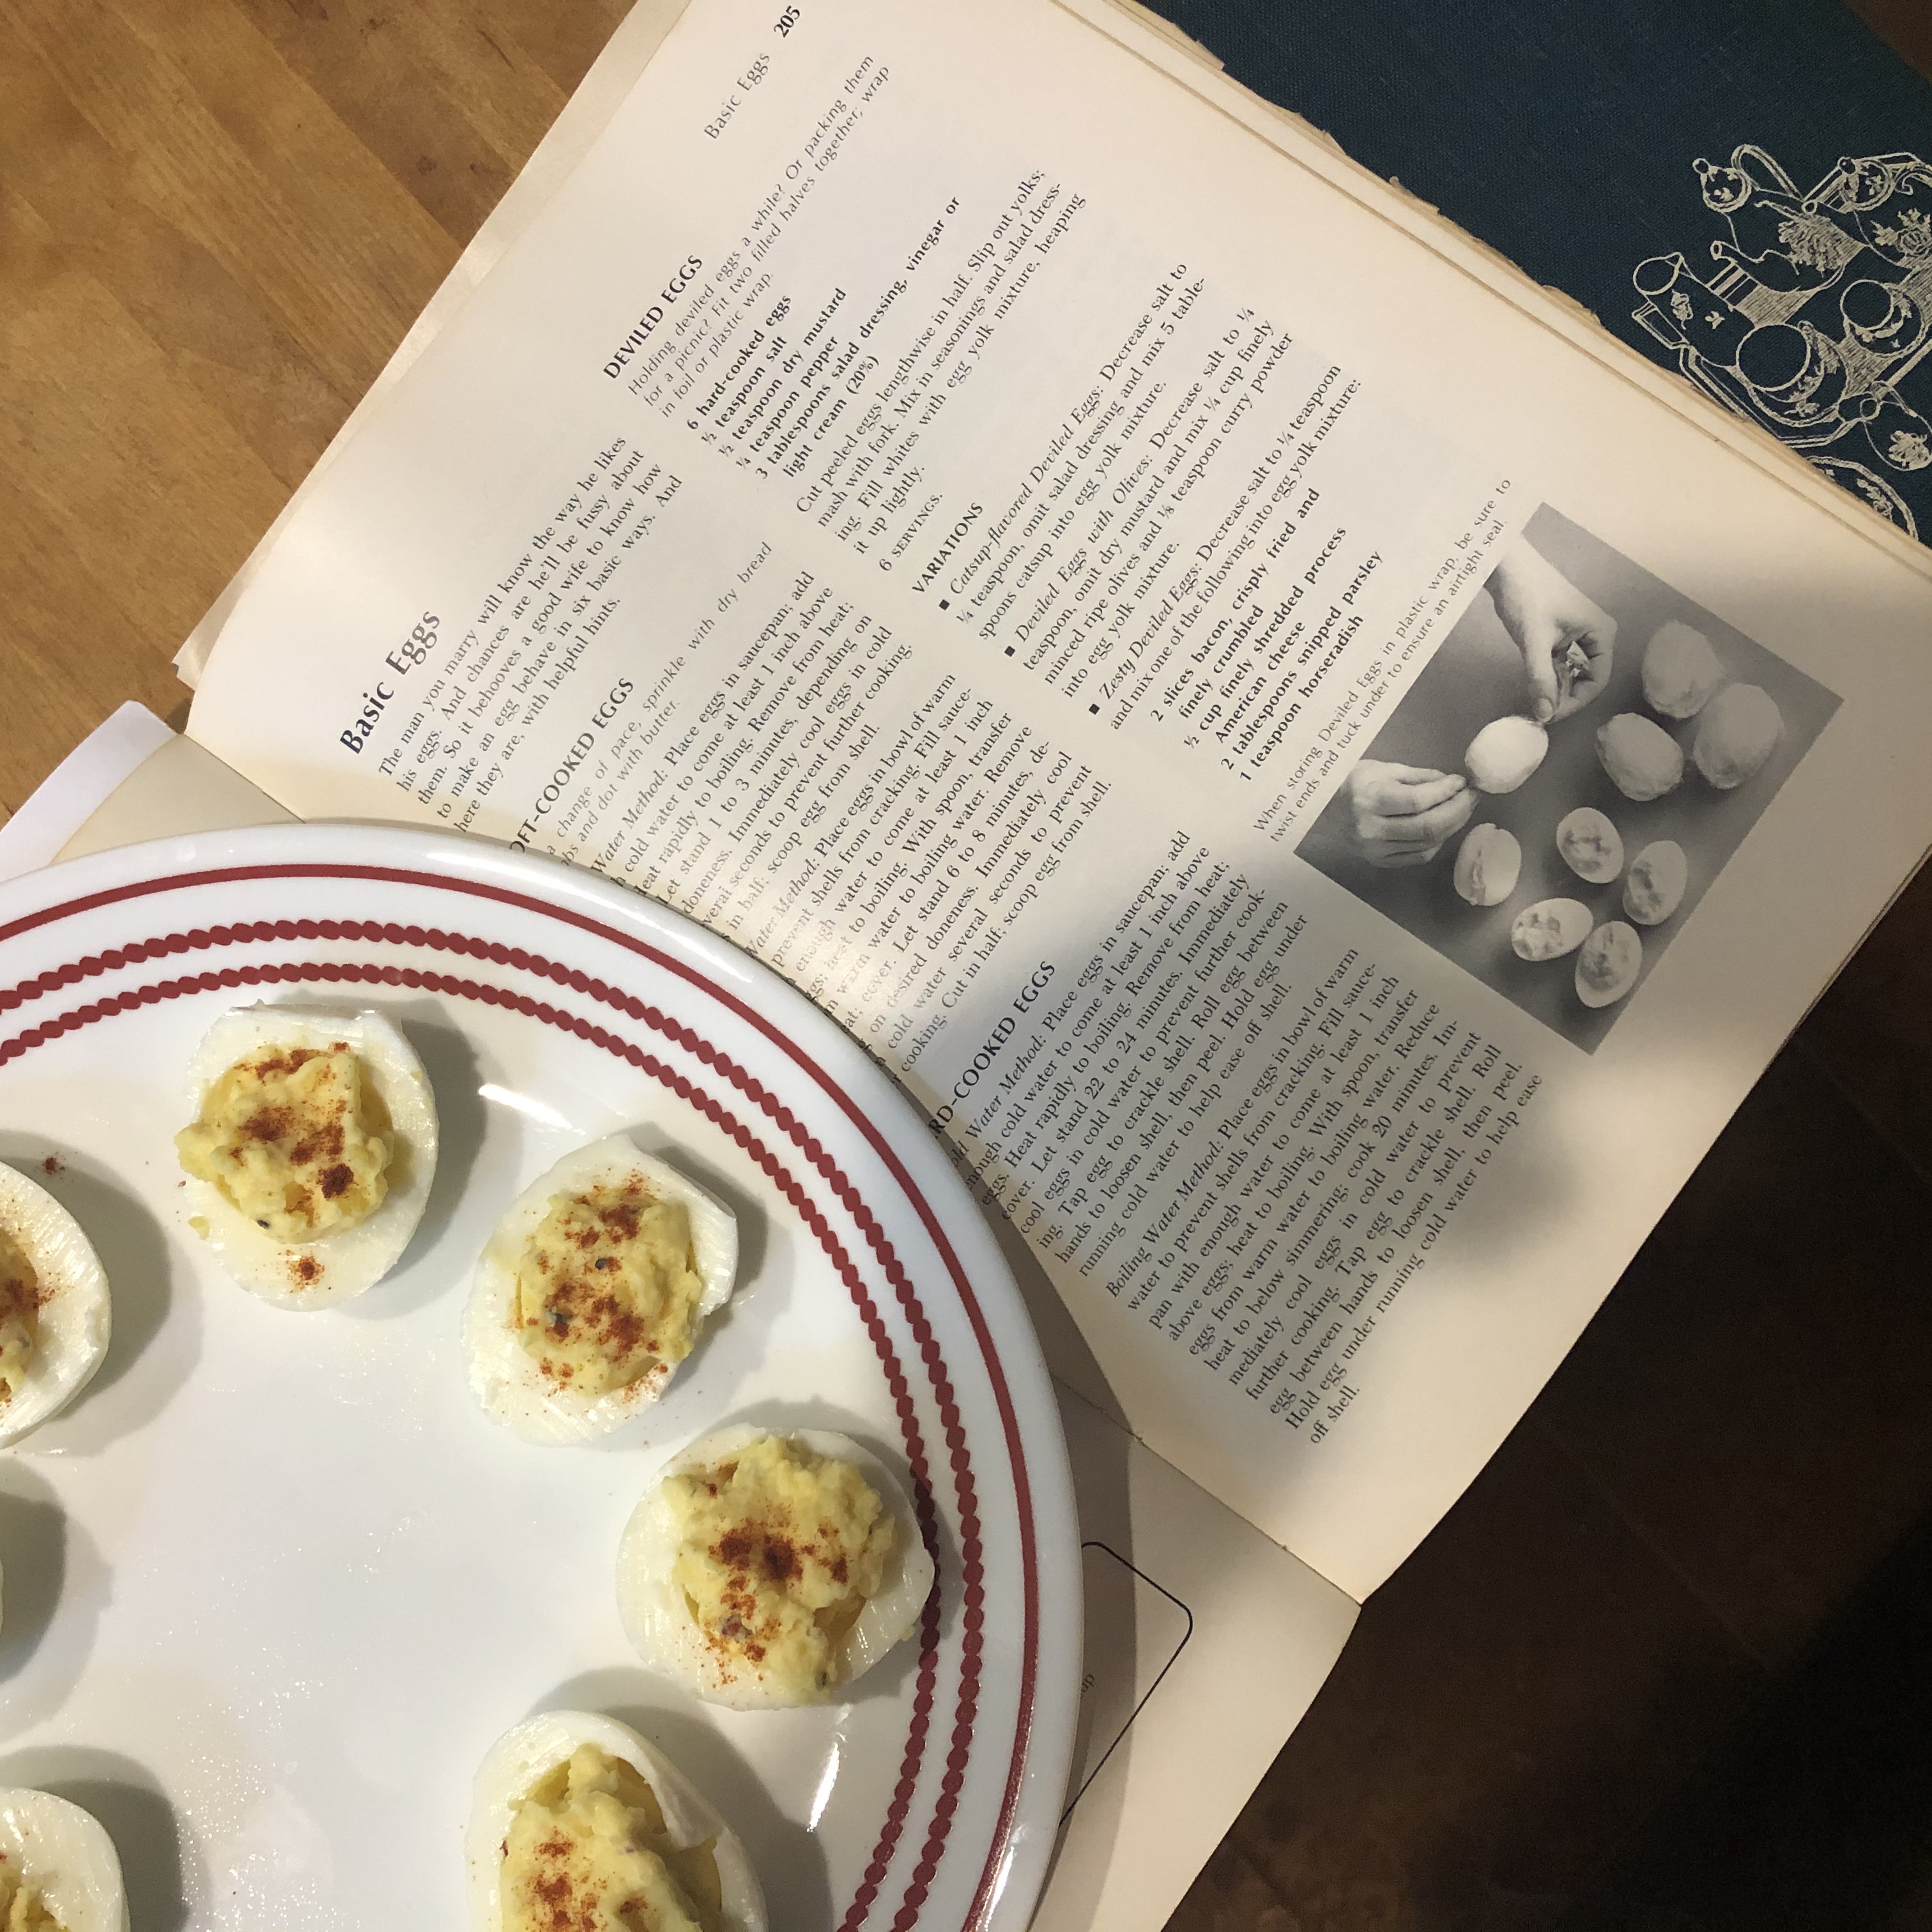 Basic Eggs 205
Basic Eggs
The man you marry will know the way he likes
his eggs. And chances are he'll be fussy about
them. So it behooves a good wife to know how
to make an egg behave in six basic ways. And
here they are, with helpful hints.
OFT-COOKED EGGS
a change of pace, sprinkle with dry bread
and dot with butter.
Water Method: Place eggs in saucepan; add
cold water to come at least 1 inch above
Heat rapidly to boiling. Remove from heat;
Let stand 1 to 3 minutes, depending on
doneness. Immediately cool eggs in cold
several seconds to prevent further cooking.
in half; scoop egg from shell.
Water Method: Place eggs in bowl of warm
prevent shells from cracking. Fill sauce-
enough water to come at least 1 inch
eggs; heat to boiling. With spoon, transfer
warm water to boiling water. Remove
cover. Let stand 6 to 8 minutes, de-
on desired doneness. Immediately cool
cold water several seconds to prevent
cooking. Cut in half; scoop egg from shell.
RD-COOKED EGGS
Cold Water Method: Place eggs in saucepan; add
enough cold water to come at least 1 inch above
eggs. Heat rapidly to boiling. Remove from heat;
cover. Let stand 22 to 24 minutes. Immediately
cool eggs in cold water to prevent further cook-
ing. Tap egg to crackle shell. Roll egg between
hands to loosen shell, then peel. Hold egg under
running cold water to help ease off shell.
Boiling Water Method: Place eggs in bowl of warm
water to prevent shells from cracking. Fill sauce-
pan with enough water to come at least 1 inch
above eggs; heat to boiling. With spoon, transfer
eggs from warm water to boiling water. Reduce
heat to below simmering; cook 20 minutes. Im-
mediately cool eggs in cold water to prevent
further cooking. Tap egg to crackle shell. Roll
egg between hands to loosen shell, then peel.
Hold egg under running cold water to help ease
off shell.
DEVILED EGGS
Holding deviled eggs a while? Or packing them
for a picnic? Fit two filled halves together, wrap
in foil or plastic wrap.
6 hard-cooked eggs
½ teaspoon salt
½ teaspoon dry mustard
¼ teaspoon pepper
3 tablespoons salad dressing, vinegar or
light cream (20%)
Cut peeled eggs lengthwise in half. Slip out yolks;
mash with fork. Mix in seasonings and salad dress-
ing. Fill whites with egg yolk mixture, heaping
it up lightly.
6 SERVINGS.
VARIATIONS
■ Catsup-flavored Deviled Eggs: Decrease salt to
¼ teaspoon, omit salad dressing and mix 5 table-
spoons catsup into egg yolk mixture.
■ Deviled Eggs with Olives: Decrease salt to ¼
teaspoon, omit dry mustard and mix ¼ cup finely
minced ripe olives and ⅛ teaspoon curry powder
into egg yolk mixture.
■ Zesty Deviled Eggs: Decrease salt to ¼ teaspoon
and mix one of the following into egg yolk mixture:
2 slices bacon, crisply fried and
finely crumbled
½ cup finely shredded process
American cheese
2 tablespoons snipped parsley
1 teaspoon horseradish
When storing Deviled Eggs in plastic wrap, be sure to
twist ends and tuck under to ensure an airtight seal.